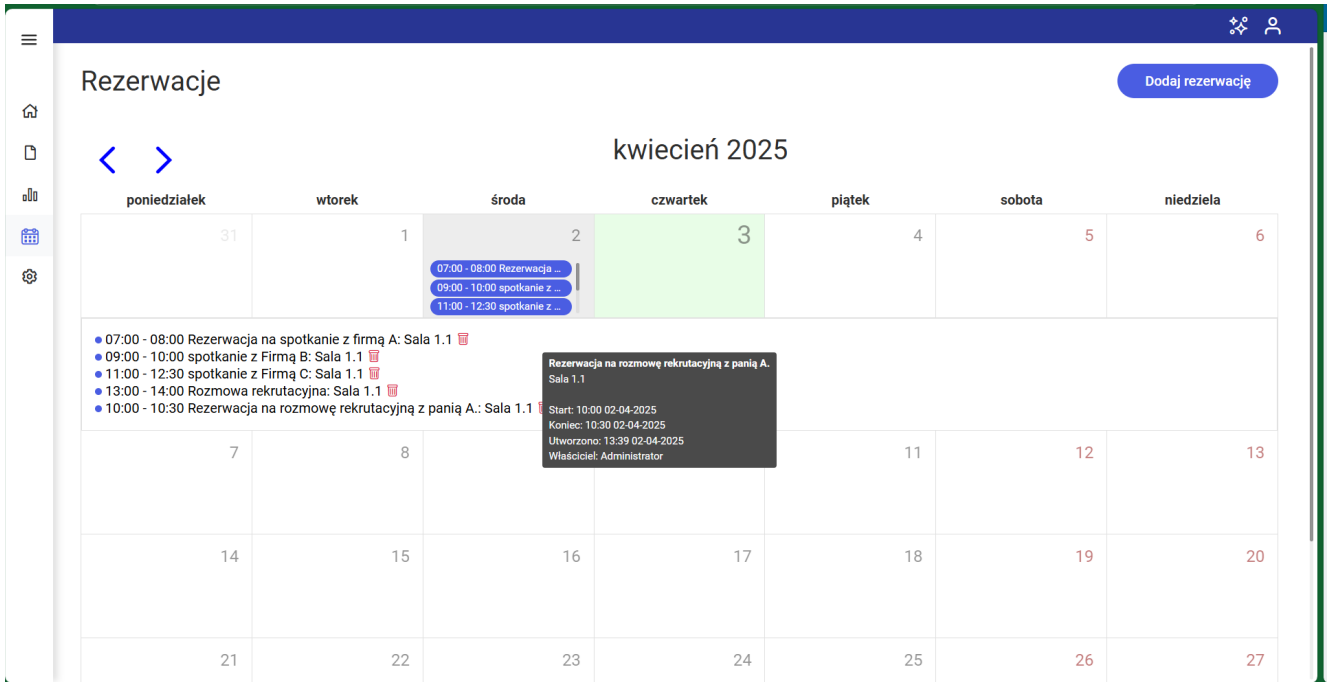 Rezerwacje
Dodaj rezerwację
kwiecień 2025
poniedziałek wtorek środa czwartek piątek sobota niedziela
31 1 2 3 4 5 6
07:00 - 08:00 Rezerwacja ...
09:00 - 10:00 spotkanie z ...
11:00 - 12:30 spotkanie z ...
07:00 - 08:00 Rezerwacja na spotkanie z firmą A: Sala 1.1
09:00 - 10:00 spotkanie z Firmą B: Sala 1.1
11:00 - 12:30 spotkanie z Firmą C: Sala 1.1
13:00 - 14:00 Rozmowa rekrutacyjna: Sala 1.1
10:00 - 10:30 Rezerwacja na rozmowę rekrutacyjną z panią A.: Sala 1.1
Rezerwacja na rozmowę rekrutacyjną z panią A.
Sala 1.1
Start: 10:00 02-04-2025
Koniec: 10:30 02-04-2025
Utworzono: 13:39 02-04-2025
Właściciel: Administrator
7 8 11 12 13
14 15 16 17 18 19 20
21 22 23 24 25 26 27